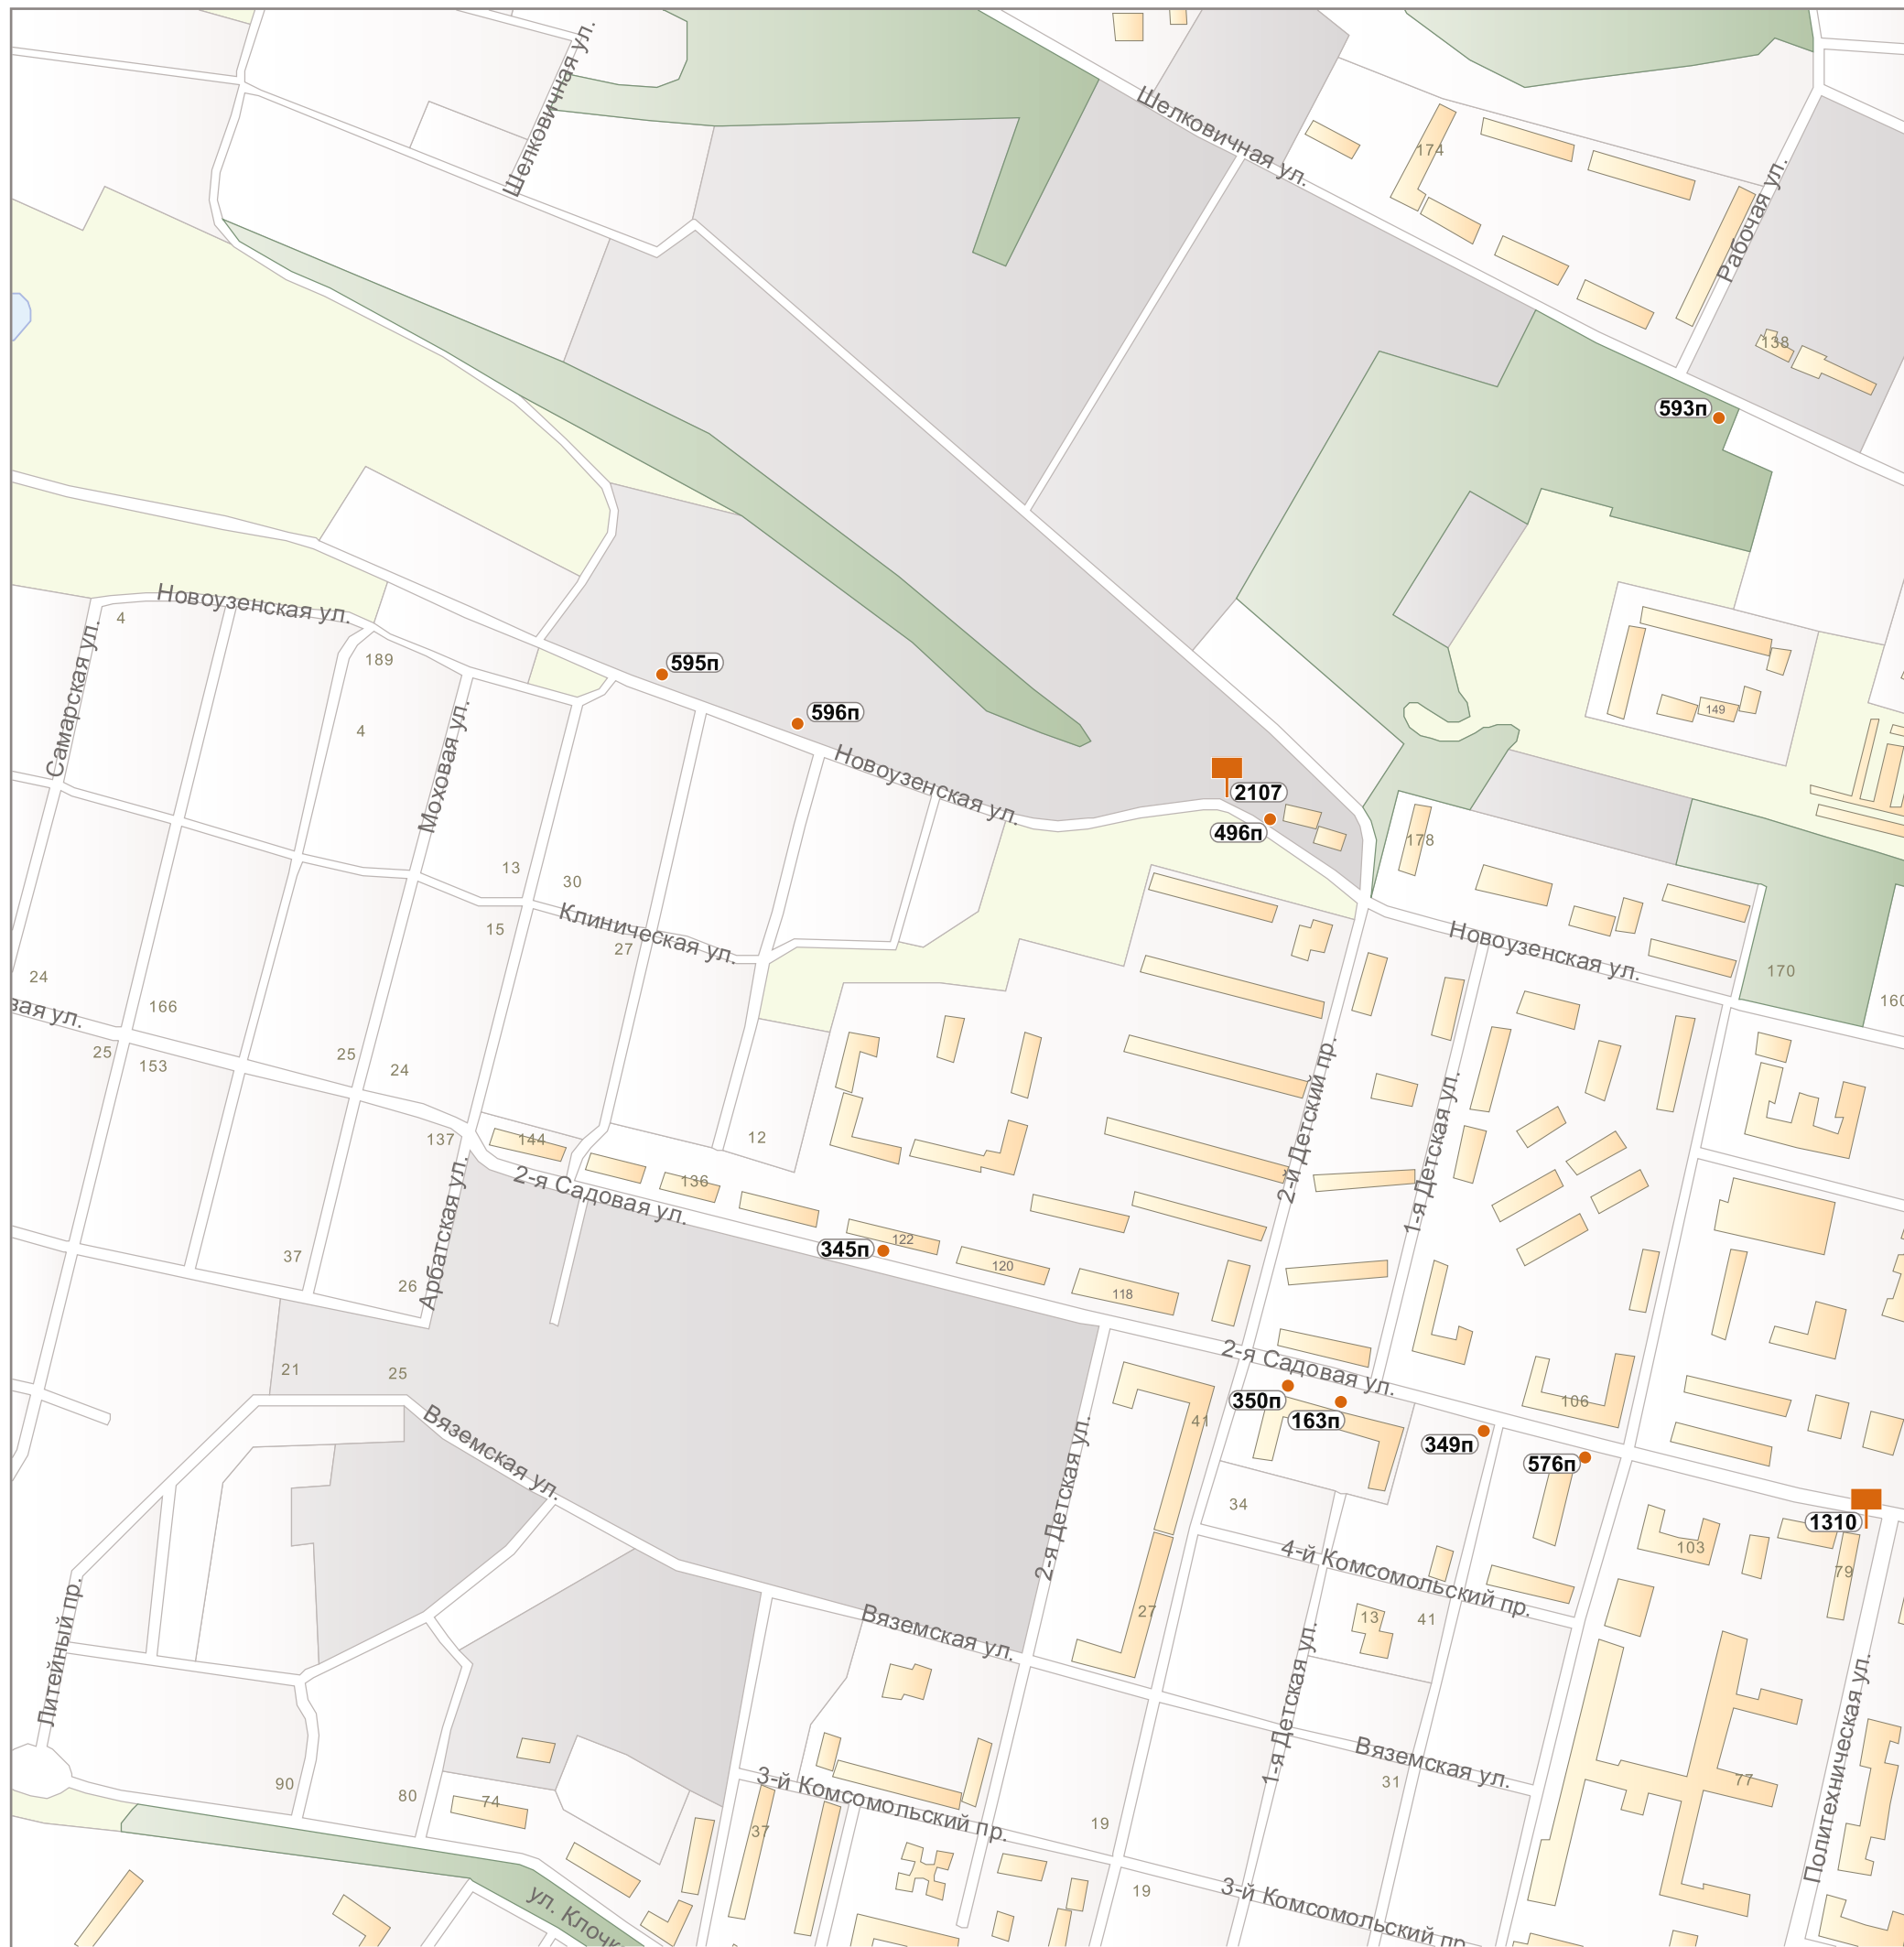 Шелковичная ул.
Шелковичная ул.
174
Рабочая ул.
138
593п
Новоузенская ул.
4
189
Самарская ул.
595п
4
596п
149
Моховая ул.
Новоузенская ул.
2107
496п
178
13
30
Клиническая ул.
15
27
Новоузенская ул.
24
170
160
166
вая ул.
25
153
25
24
2-й Детский пр.
1-я Детская ул.
137
144
12
136
2-я Садовая ул.
Арбатская ул.
122
345п
37
120
26
118
2-я Садовая ул.
21
25
350п
106
163п
41
349п
Вяземская ул.
576п
34
2-я Детская ул.
1310
4-й Комсомольский пр.
103
79
27
13
41
Вяземская ул.
Литейный пр.
1-я Детская ул.
Политехническая ул.
Вяземская ул.
90
80
74
3-й Комсомольский пр.
31
77
37
19
19
3-й Комсомольский пр
ул. Клочк